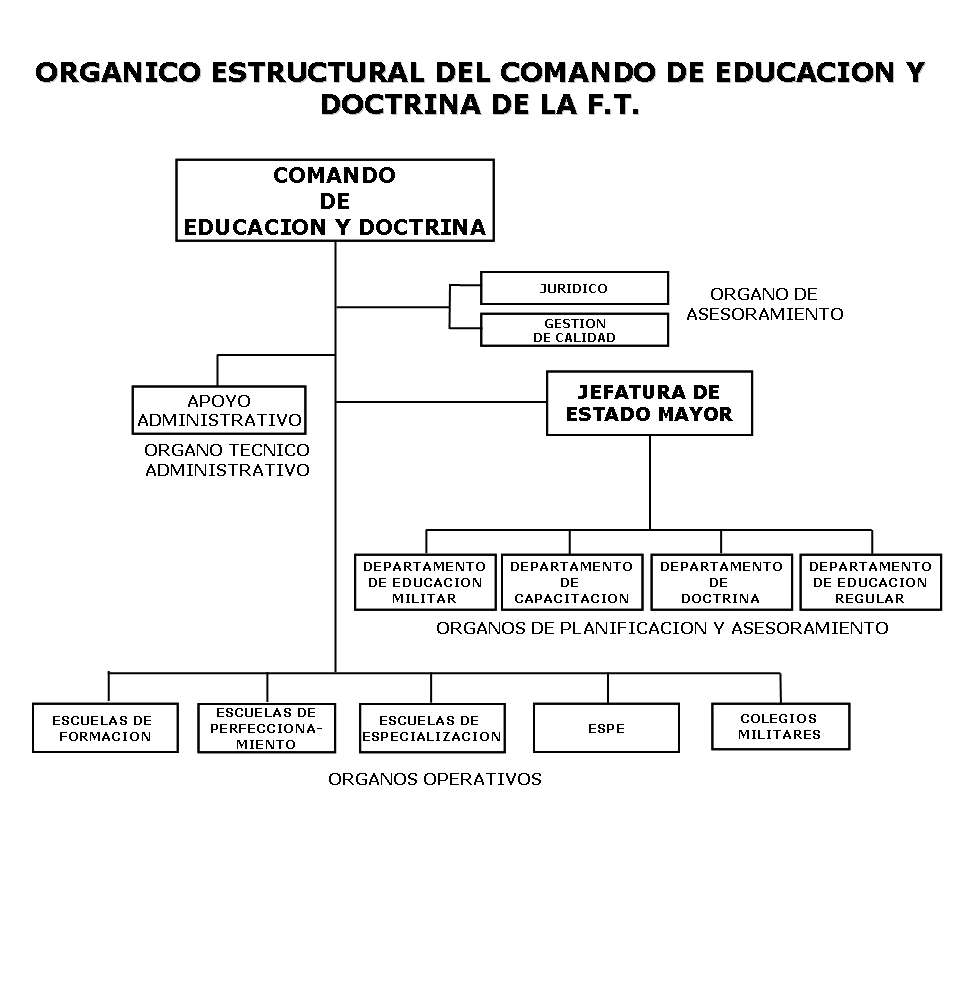 ORGANICO ESTRUCTURAL DEL COMANDO DE EDUCACION Y
DOCTRINA DE LA F.T.
COMANDO
DE
EDUCACION Y DOCTRINA
JURIDICO
GESTION
DE CALIDAD
ORGANO DE
ASESORAMIENTO
APOYO
ADMINISTRATIVO
ORGANO TECNICO
ADMINISTRATIVO
JEFATURA DE
ESTADO MAYOR
DEPARTAMENTO
DE EDUCACION
MILITAR
DEPARTAMENTO
DE
CAPACITACION
DEPARTAMENTO
DE
DOCTRINA
DEPARTAMENTO
DE EDUCACION
REGULAR
ORGANOS DE PLANIFICACION Y ASESORAMIENTO
ESCUELAS DE
FORMACION
ESCUELAS DE
PERFECCIONA-
MIENTO
ESCUELAS DE
ESPECIALIZACION
ESPE
COLEGIOS
MILITARES
ORGANOS OPERATIVOS